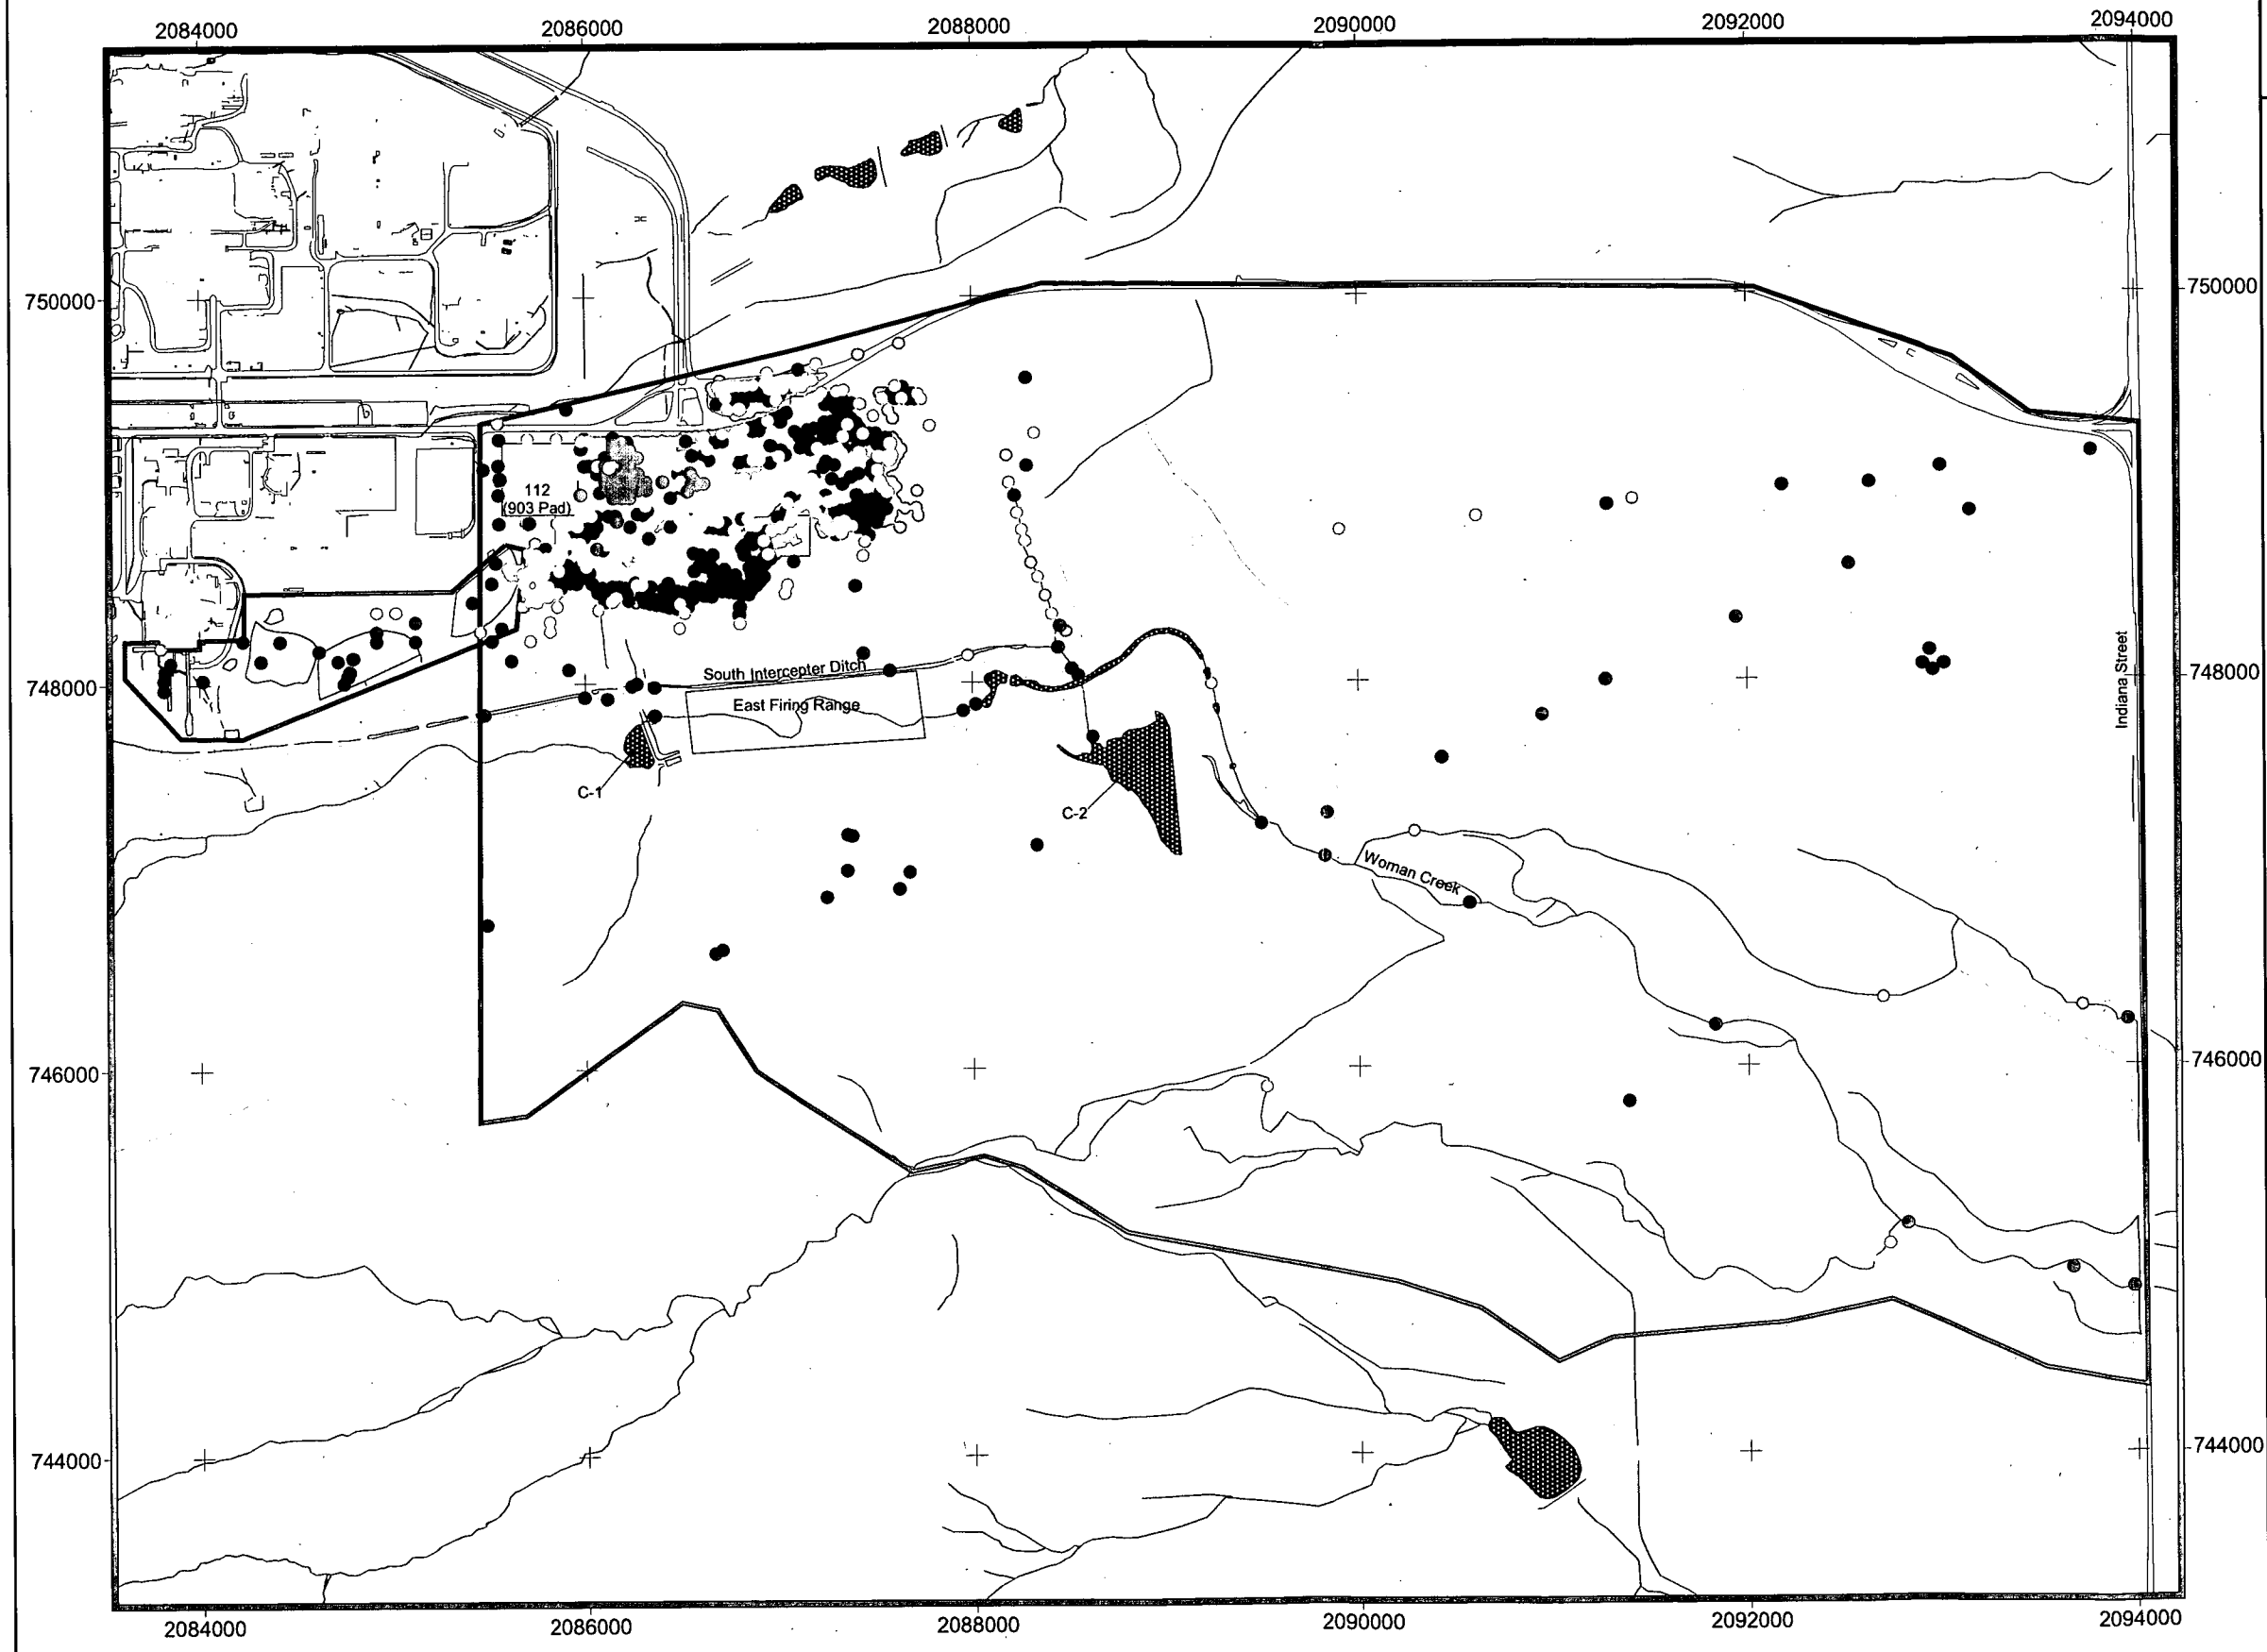 2084000 2086000 2088000 2090000 2092000 2094000
750000 750000
112
(903 Pad)
South Intercepter Ditch
748000 748000
East Firing Range
Indiana Street
C-1
C-2
Woman Creek
746000 746000
744000 744000
2084000 2086000 2088000 2090000 2092000 2094000